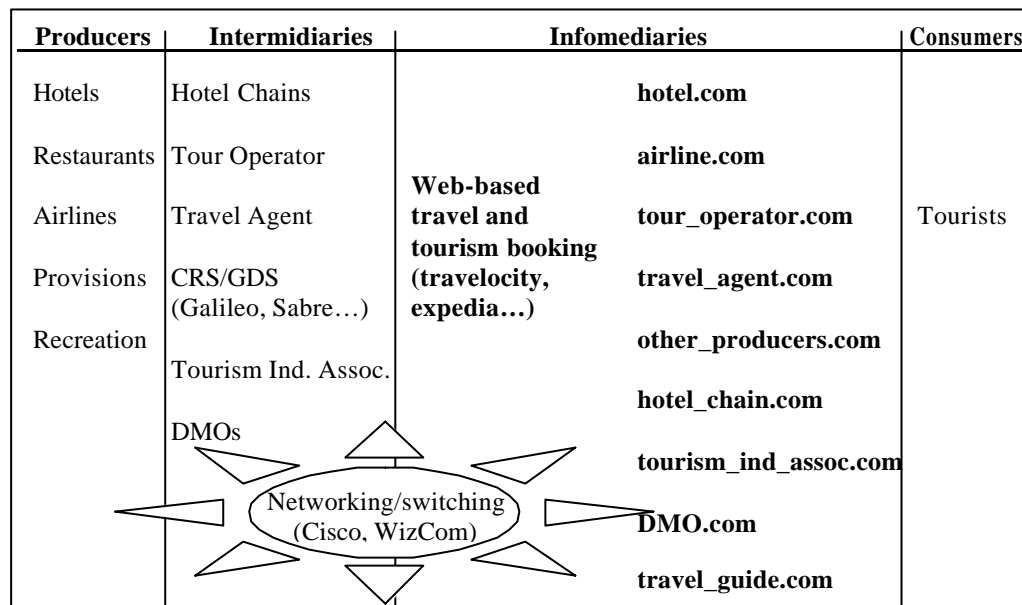 Producers Intermidiaries Infomediaries Consumers
Hotels Hotel Chains hotel.com
Restaurants Tour Operator airline.com
Web-based
travel and
tourism booking
(travelocity,
expedia…)
Airlines Travel Agent tour_operator.com Tourists
Provisions CRS/GDS travel_agent.com
(Galileo, Sabre…)
Recreation other_producers.com
Tourism Ind. Assoc.
hotel_chain.com
DMOs
tourism_ind_assoc.com
Networking/switching
(Cisco, WizCom)
DMO.com
travel_guide.com